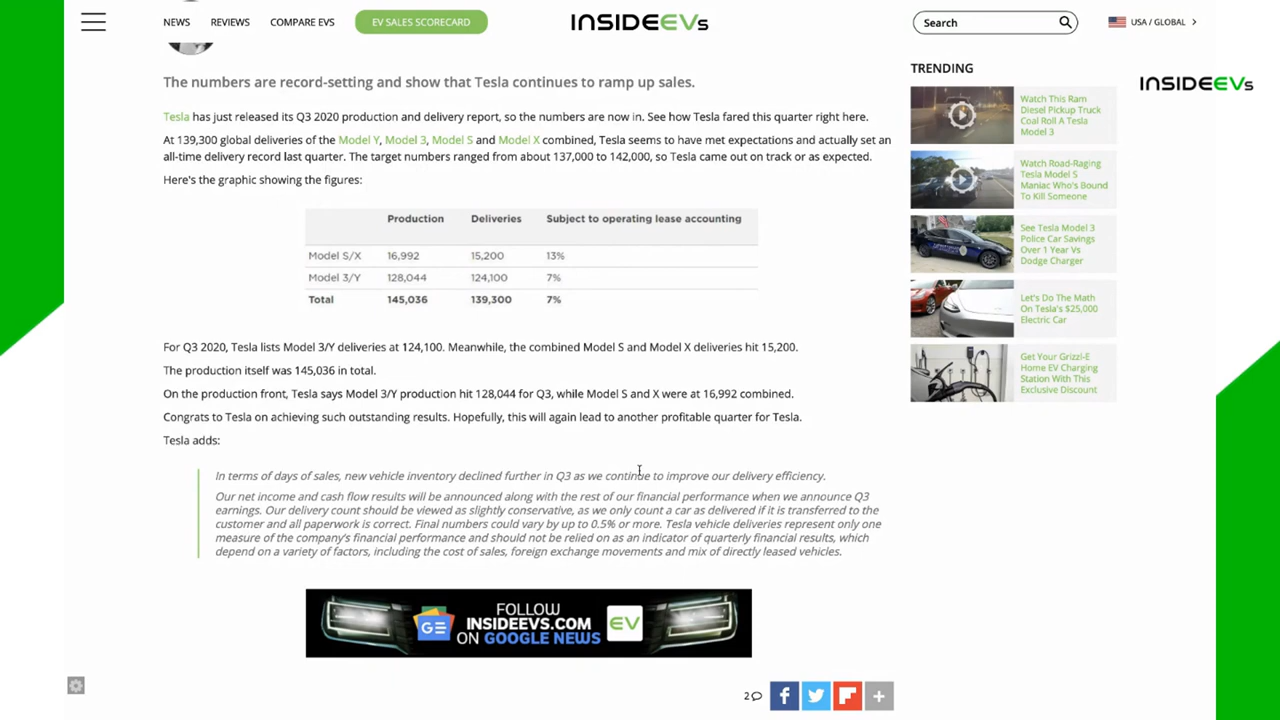 NEWS REVIEWS COMPARE EVS EV SALES SCORECARD INSIDEEVs Search USA / GLOBAL
The numbers are record-setting and show that Tesla continues to ramp up sales.
Tesla has just released its Q3 2020 production and delivery report, so the numbers are now in. See how Tesla fared this quarter right here.
At 139,300 global deliveries of the Model Y, Model 3, Model S and Model X combined, Tesla seems to have met expectations and actually set an
all-time delivery record last quarter. The target numbers ranged from about 137,000 to 142,000, so Tesla came out on track or as expected.
Here's the graphic showing the figures:
Production Deliveries Subject to operating lease accounting
Model S/X 16,992 15,200 13%
Model 3/Y 128,044 124,100 7%
Total 145,036 139,300 7%
For Q3 2020, Tesla lists Model 3/Y deliveries at 124,100. Meanwhile, the combined Model S and Model X deliveries hit 15,200.
The production itself was 145,036 in total.
On the production front, Tesla says Model 3/Y production hit 128,044 for Q3, while Model S and X were at 16,992 combined.
Congrats to Tesla on achieving such outstanding results. Hopefully, this will again lead to another profitable quarter for Tesla.
Tesla adds:
In terms of days of sales, new vehicle inventory declined further in Q3 as we continue to improve our delivery efficiency.
Our net income and cash flow results will be announced along with the rest of our financial performance when we announce Q3
earnings. Our delivery count should be viewed as slightly conservative, as we only count a car as delivered if it is transferred to the
customer and all paperwork is correct. Final numbers could vary by up to 0.5% or more. Tesla vehicle deliveries represent only one
measure of the company's financial performance and should not be relied on as an indicator of quarterly financial results, which
depend on a variety of factors, including the cost of sales, foreign exchange movements and mix of directly leased vehicles.
FOLLOW
INSIDEEVS.COM
ON GOOGLE NEWS
GE
EV
2
TRENDING
Watch This Ram
Diesel Pickup Truck
Coal Roll A Tesla
Model 3
Watch Road-Raging
Tesla Model S
Maniac Who's Bound
To Kill Someone
See Tesla Model 3
Police Car Savings
Over 1 Year Vs
Dodge Charger
Let's Do The Math
On Tesla's $25,000
Electric Car
Get Your Grizzl-E
Home EV Charging
Station With This
Exclusive Discount
INSIDEEVs